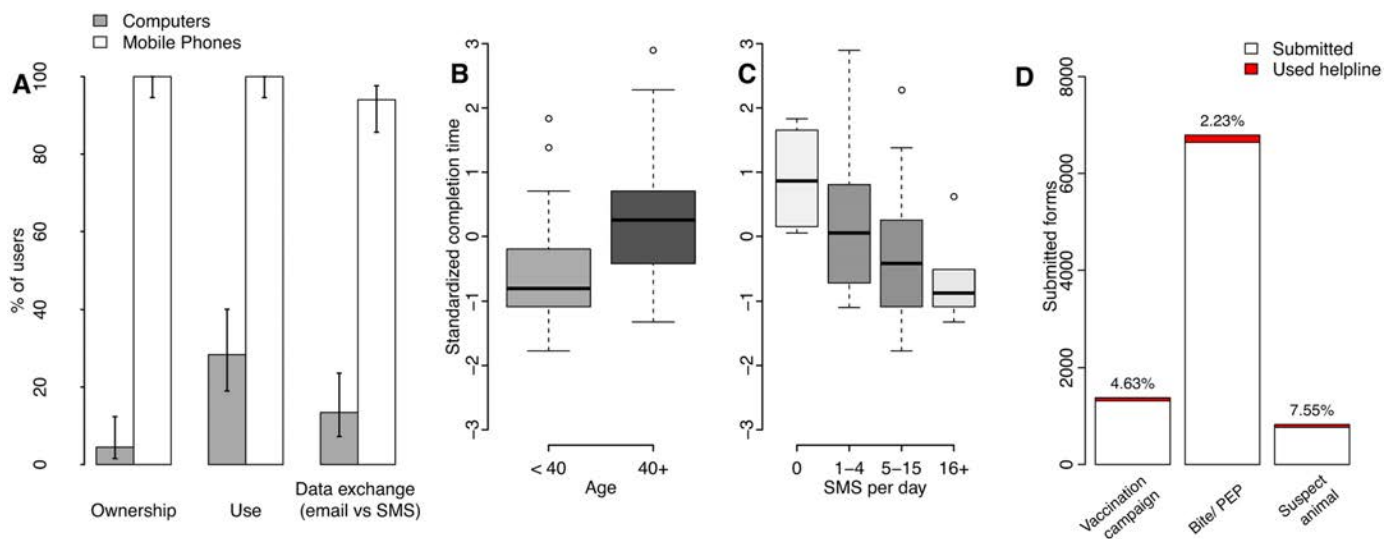 Computers
Mobile Phones
A
% of users
0
20
40
60
80
100
Ownership
Use
Data exchange
(email vs SMS)
B
Standardized completion time
3
2
1
0
-1
-2
-3
< 40
40+
Age
C
3
2
1
0
-1
-2
-3
0
1-4
5-15
16+
SMS per day
D
Submitted
Used helpline
Submitted forms
0
2000
4000
6000
8000
4.63%
2.23%
7.55%
Vaccination
campaign
Bite/ PEP
Suspect
animal